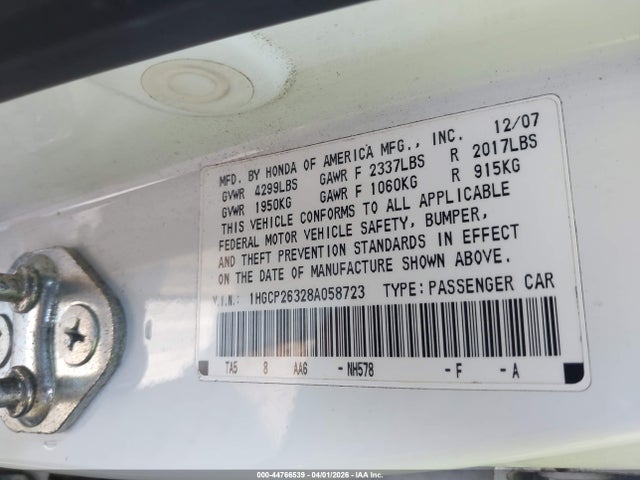 MFD. BY HONDA OF AMERICA MFG., INC. 12/07
GVWR 4299LBS GAWR F 2337LBS R 2017LBS
GVWR 1950KG GAWR F 1060KG R 915KG
THIS VEHICLE CONFORMS TO ALL APPLICABLE
FEDERAL MOTOR VEHICLE SAFETY, BUMPER,
AND THEFT PREVENTION STANDARDS IN EFFECT
ON THE DATE OF MANUFACTURE SHOWN ABOVE.
V.I.N.: 1HGCP26328A058723 TYPE:PASSENGER CAR
TA5 8 AA6 -NH578 -F -A
000-44766539 - 04/01/2026 - IAA Inc.